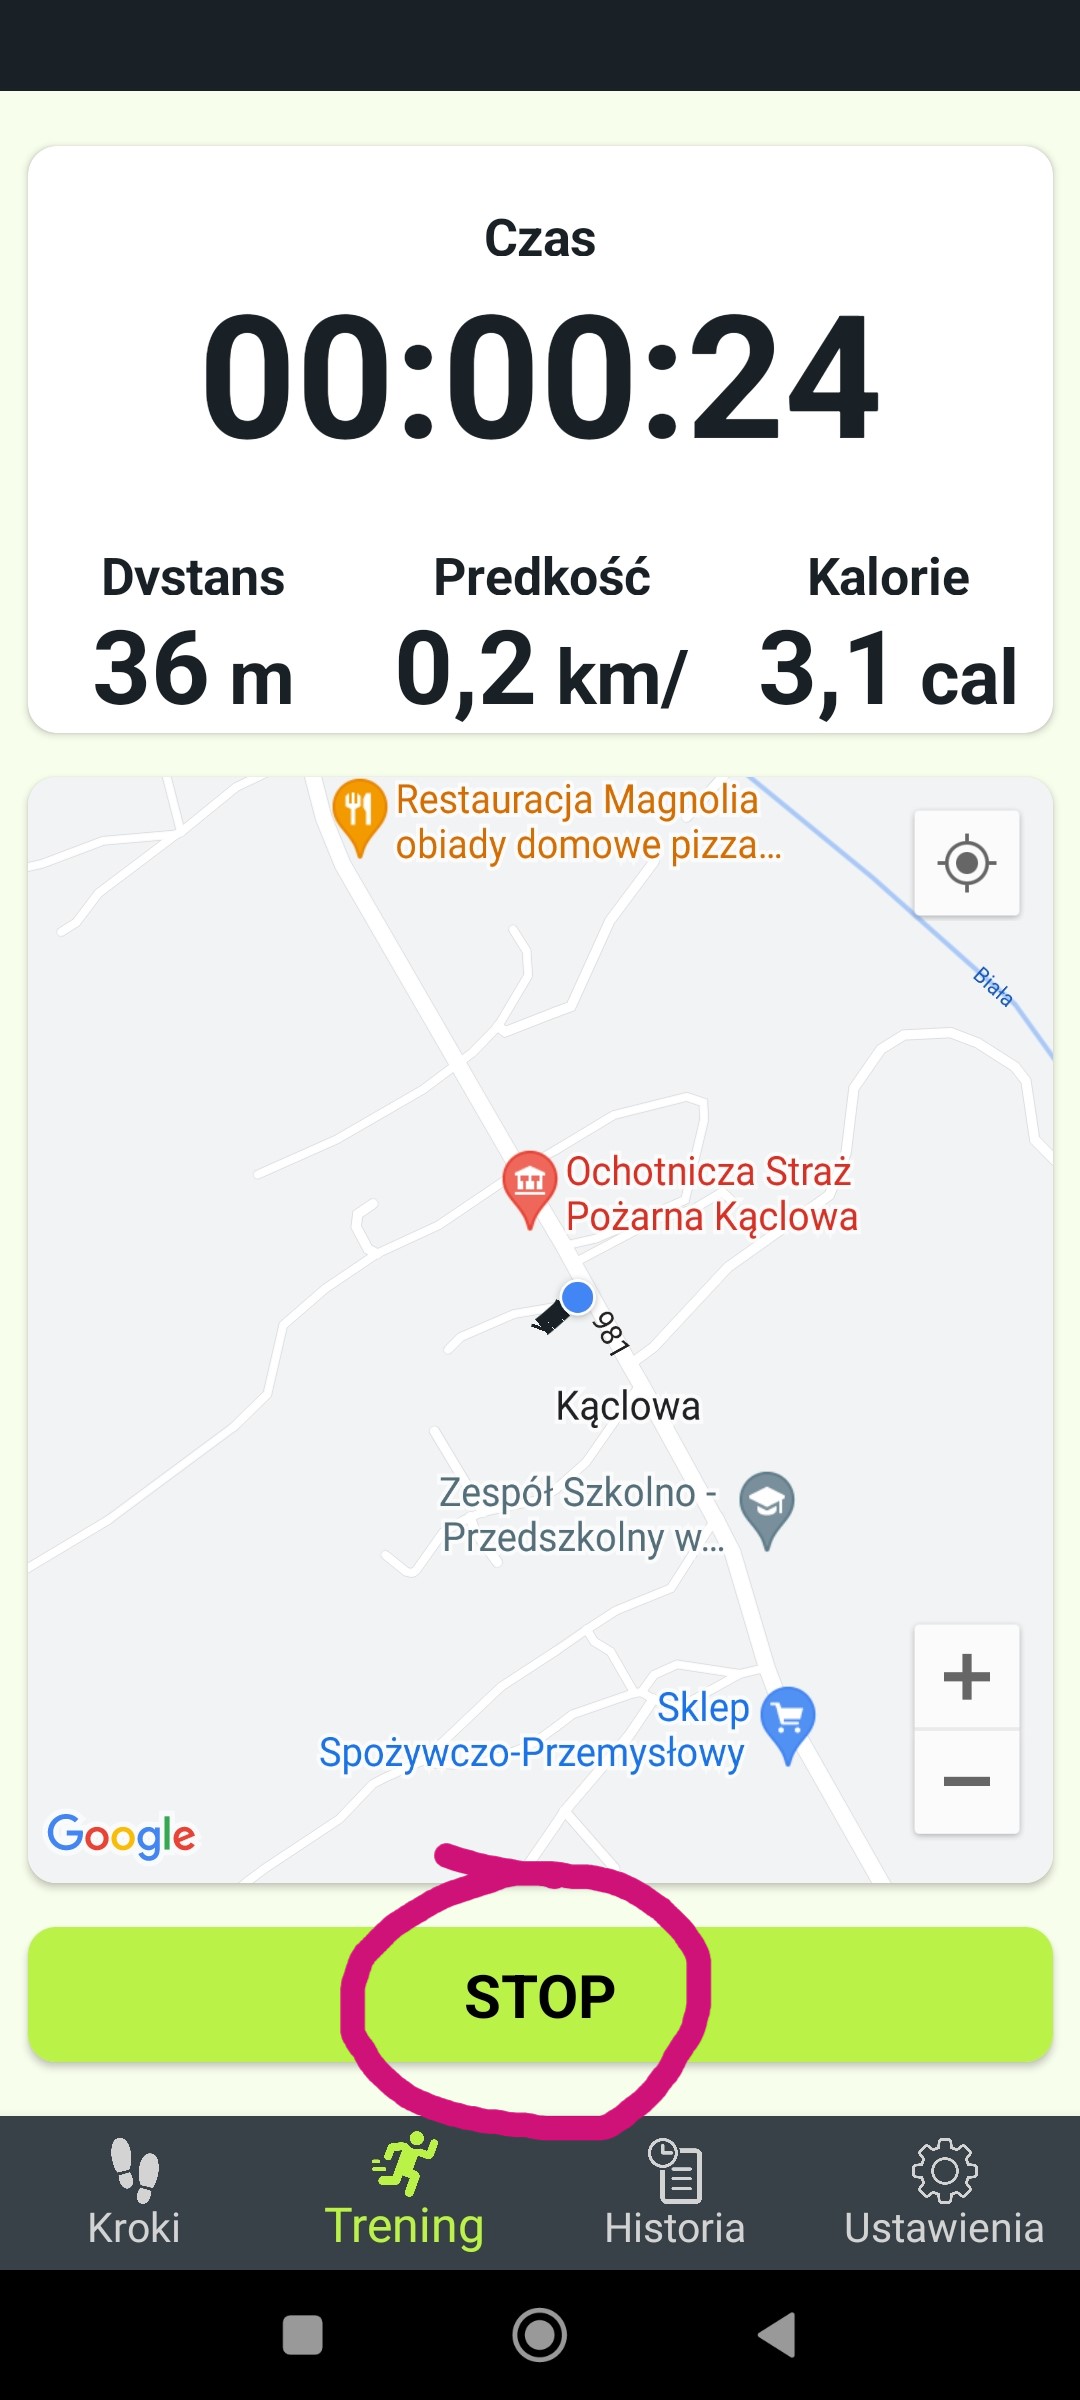 Czas
00:00:24
Dystans Predkość Kalorie
36 m 0,2 km/ 3,1 cal
Restauracja Magnolia
obiady domowe pizza...
Biała
Ochotnicza Straż
Pożarna Kąclowa
981
Kąclowa
Zespół Szkolno -
Przedszkolny w...
Sklep
Spożywczo-Przemysłowy
Google
STOP
Kroki Trening Historia Ustawienia